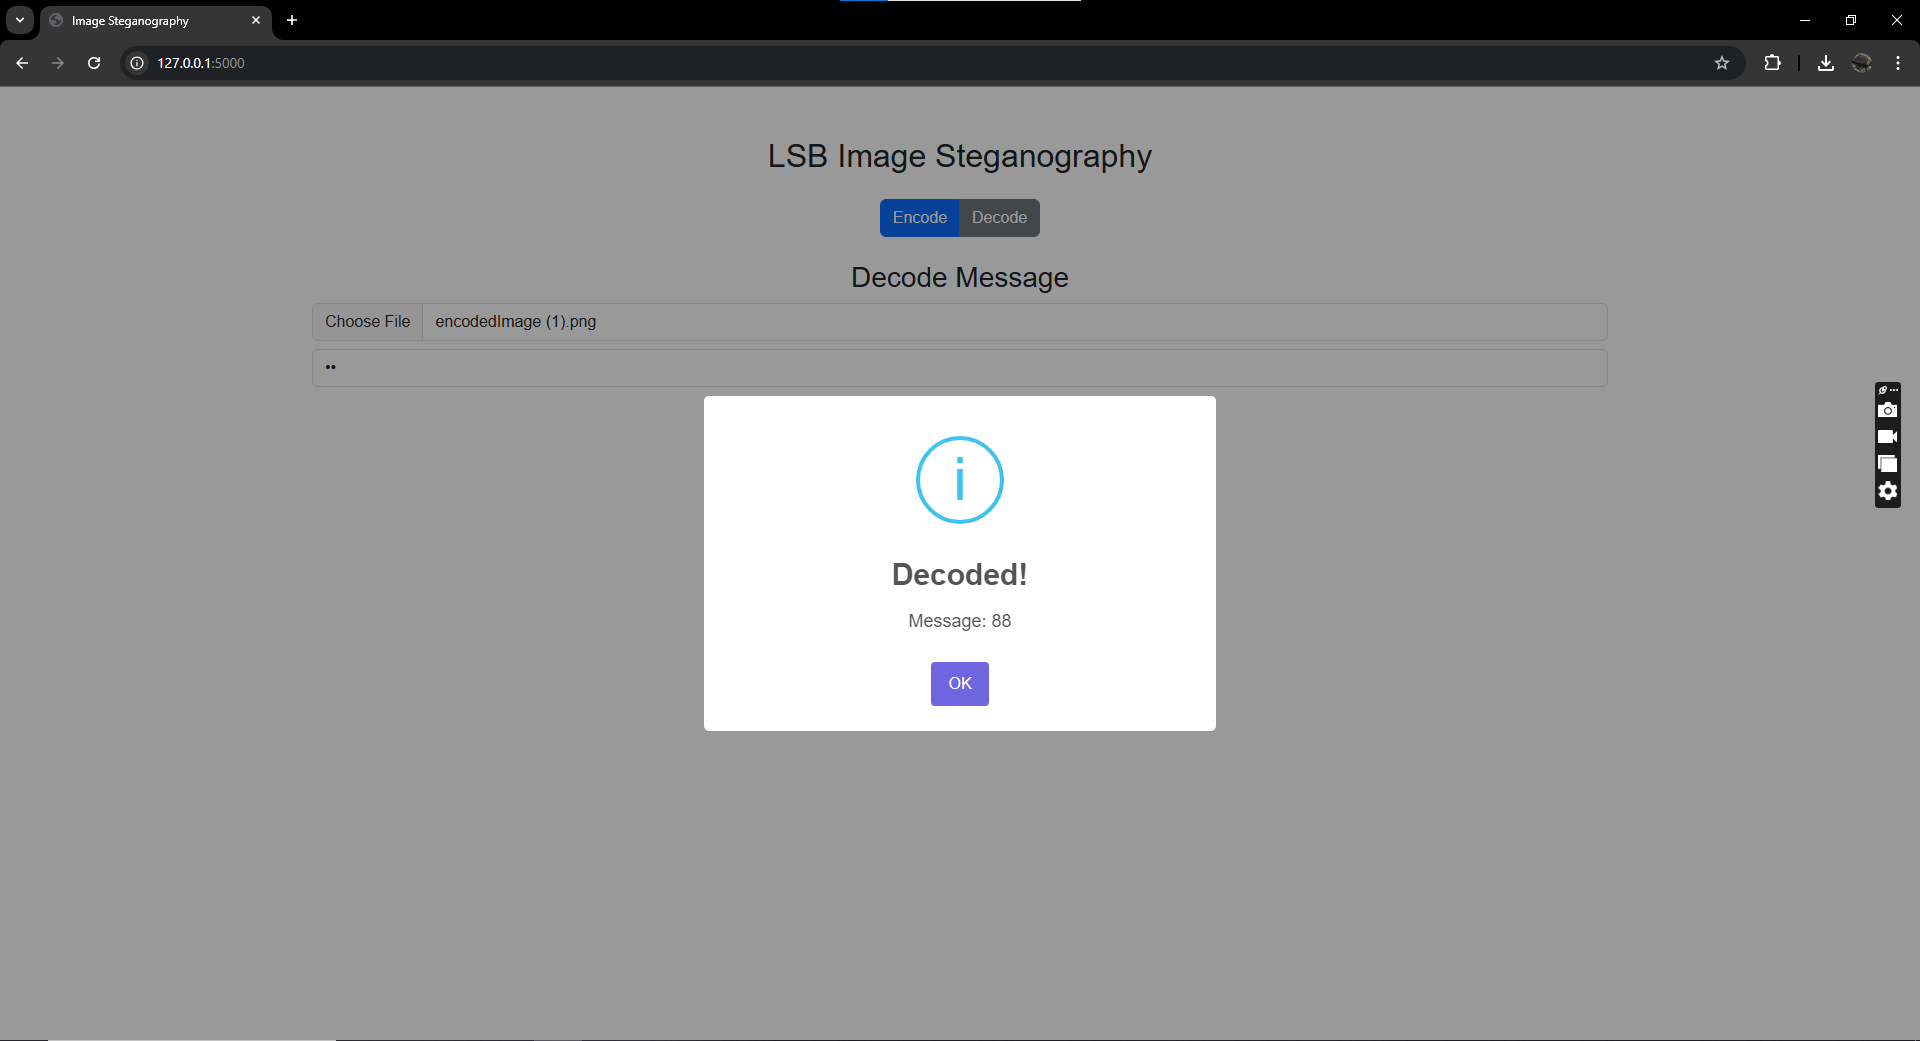 Image Steganography
127.0.0.1:5000
LSB Image Steganography
Encode Decode
Decode Message
Choose File encodedImage (1).png
••
i
Decoded!
Message: 88
OK